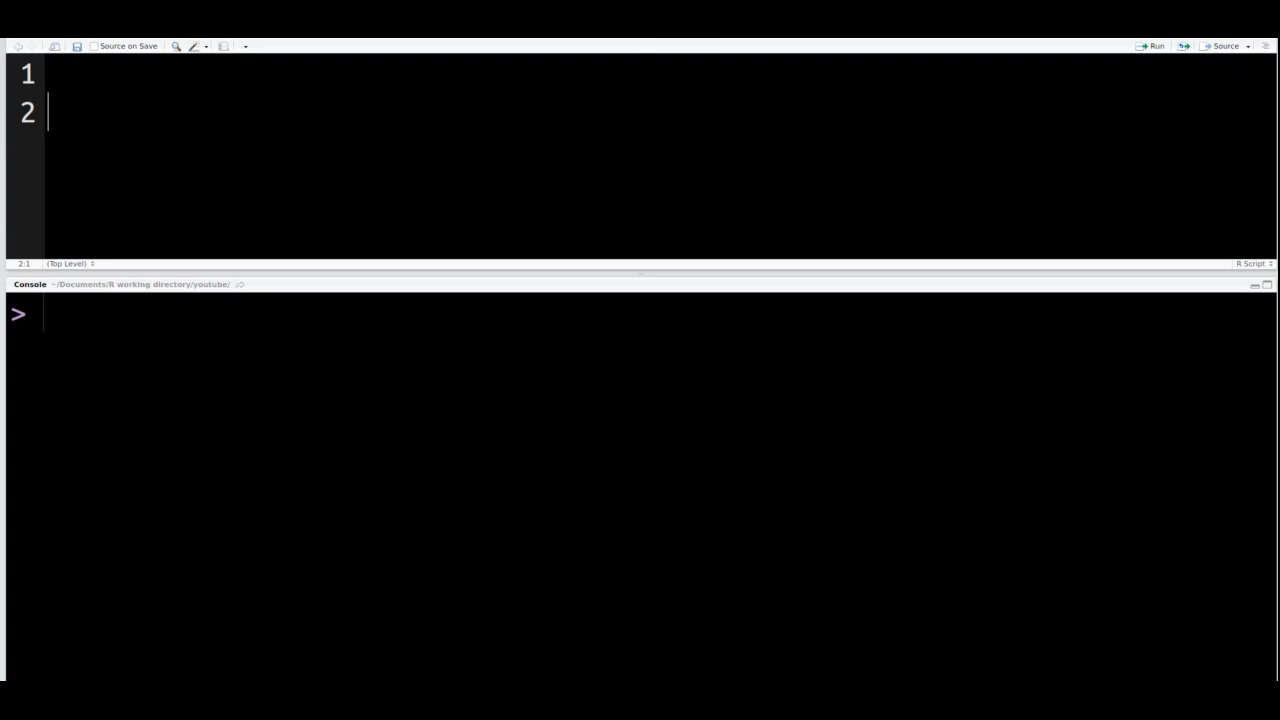 Source on Save Run Source
1
2
2:1 (Top Level) R Script
Console ~/Documents/R working directory/youtube/
>